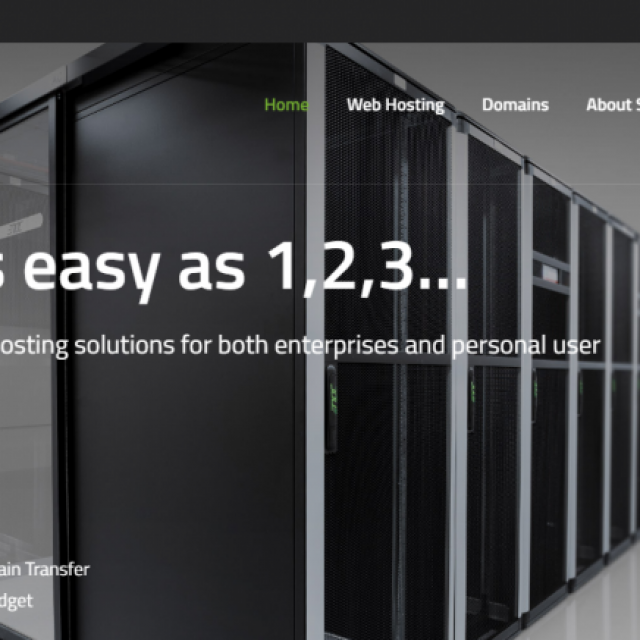 Home Web Hosting Domains About S
s easy as 1,2,3...
osting solutions for both enterprises and personal user
ain Transfer
dget